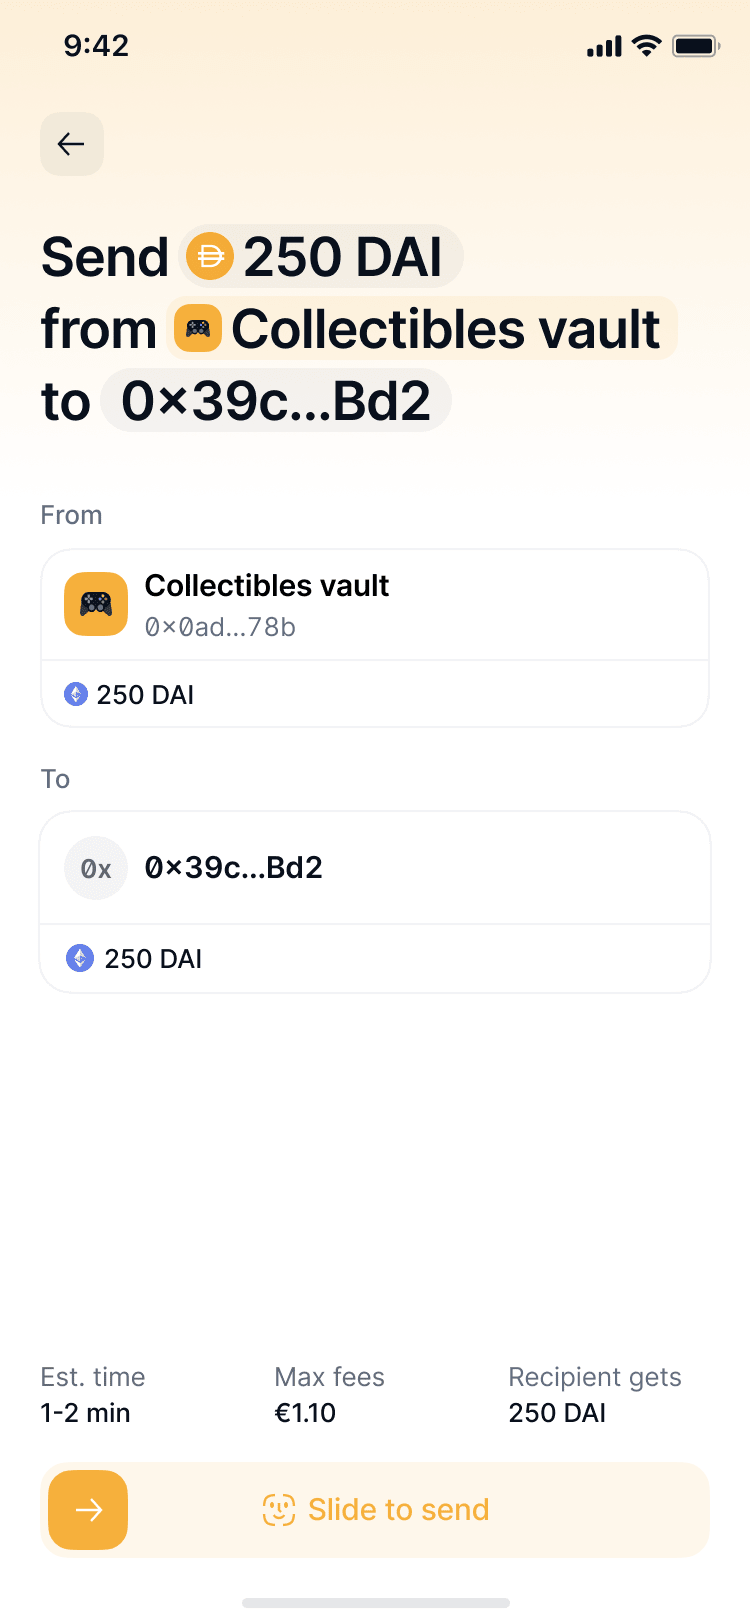 9:42
Send 250 DAI
from Collectibles vault
to 0×39c...Bd2
From
Collectibles vault
0×0ad...78b
250 DAI
To
0x 0×39c...Bd2
250 DAI
Est. time Max fees Recipient gets
1-2 min €1.10 250 DAI
Slide to send